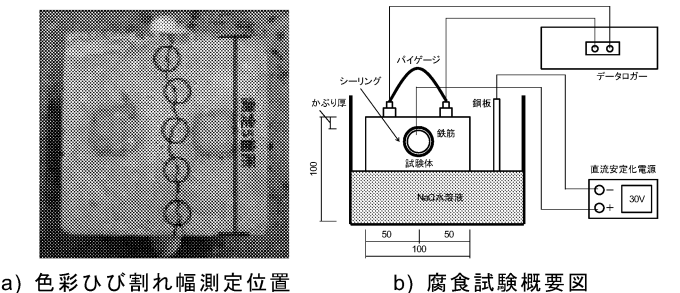 パイゲージ
データロガー
シーリング
鋼板
かぶり厚
鉄筋
試験体
100
直流安定化電源
－
30V
＋
NaCl水溶液
50
50
100
a) 色彩ひび割れ幅測定位置
b) 腐食試験概要図